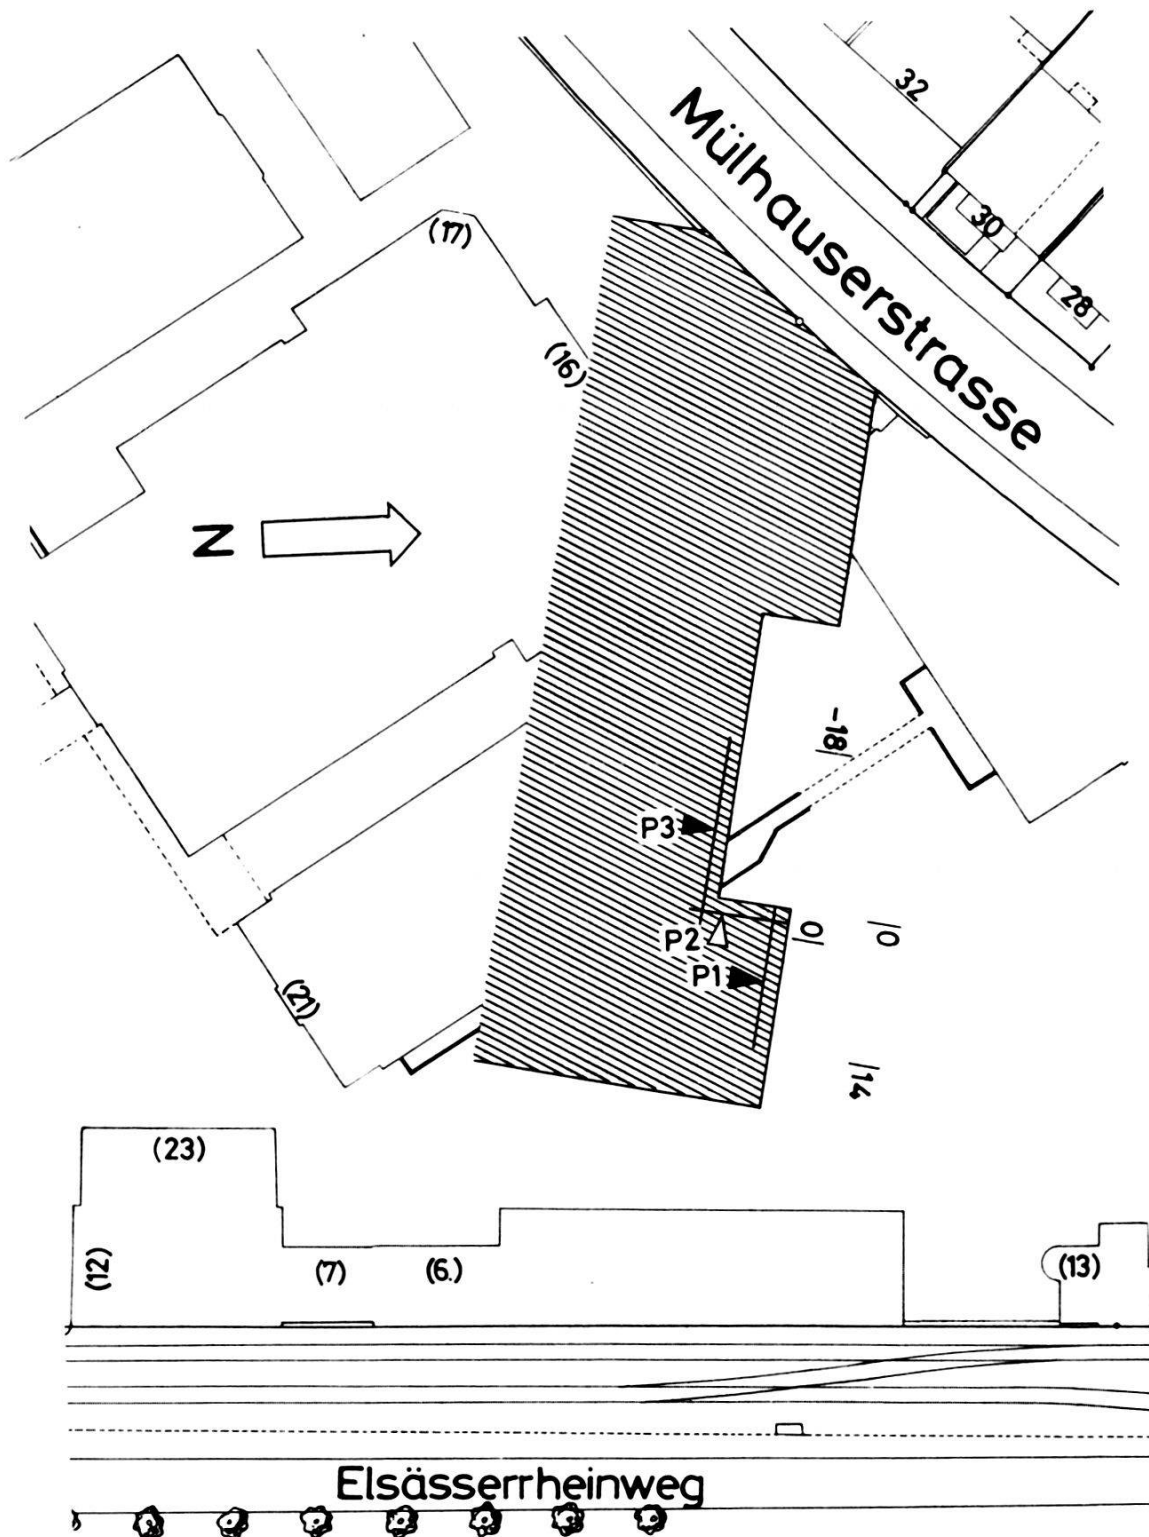 32
Mülhauserstrasse
30
28
(17)
(16)
N
-18
P3
P2
0
0
P1
(21)
14
(23)
(12)
(7)
(6.)
(13)
Elsässerrheinweg